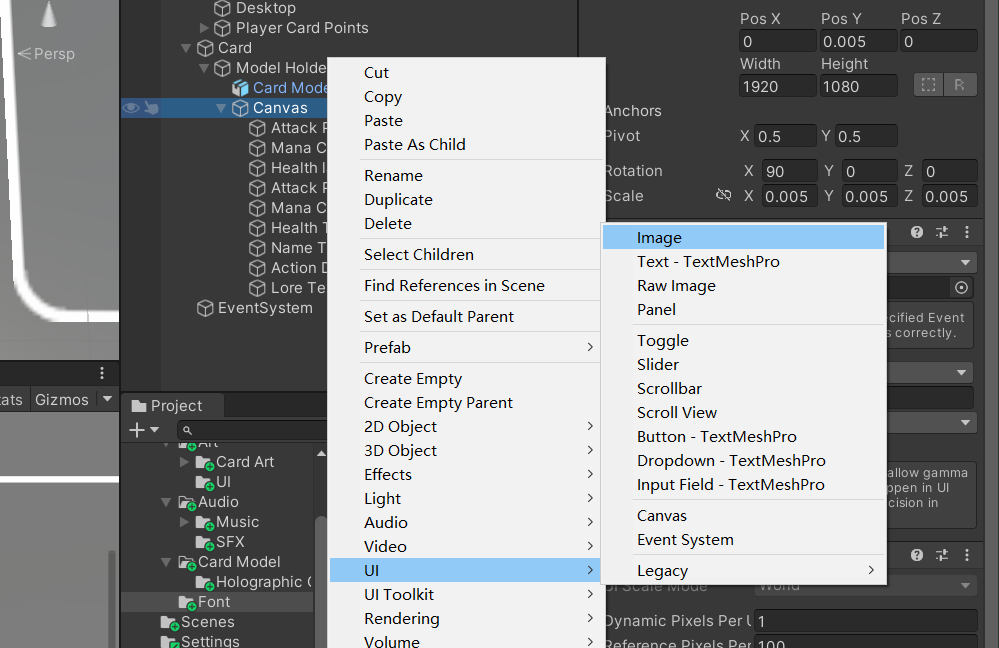 Desktop
Player Card Points
Persp
Card
Model Holde
Card Mode
Canvas
Attack
Mana C
Health
Attack
Mana C
Health T
Name T
Action D
Lore Te
EventSystem
Cut
Copy
Paste
Paste As Child
Rename
Duplicate
Delete
Select Children
Find References in Scene
Set as Default Parent
Prefab
Create Empty
Create Empty Parent
2D Object
3D Object
Effects
Light
Audio
Video
UI
UI Toolkit
Rendering
Volume
Image
Text - TextMeshPro
Raw Image
Panel
Toggle
Slider
Scrollbar
Scroll View
Button - TextMeshPro
Dropdown - TextMeshPro
Input Field - TextMeshPro
Canvas
Event System
Legacy
Pos X Pos Y Pos Z
0 0.005 0
Width Height
1920 1080 R
Anchors
Pivot X 0.5 Y 0.5
Rotation X 90 Y 0 Z 0
Scale X 0.005 Y 0.005 Z 0.005
ecified Event
s correctly.
allow gamma
ppen in UI
cision in
UI Scale Mode World
Dynamic Pixels Per U 1
Reference Pixels Per 100
tats Gizmos
Project
Art
Card Art
UI
Audio
Music
SFX
Card Model
Holographic
Font
Scenes
Settings